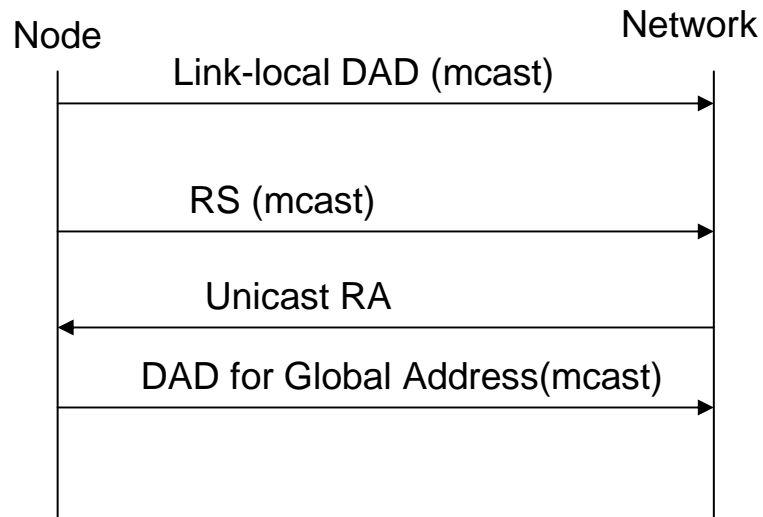 Node
Network
Link-local DAD (mcast)
RS (mcast)
Unicast RA
DAD for Global Address(mcast)